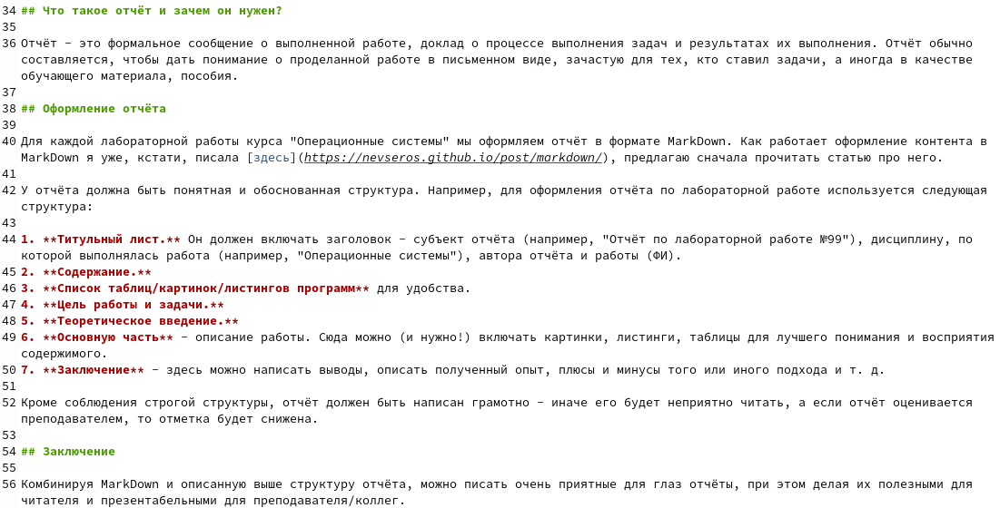 34 ## Что такое отчёт и зачем он нужен?
35
36 Отчёт - это формальное сообщение о выполненной работе, доклад о процессе выполнения задач и результатах их выполнения. Отчёт обычно
составляется, чтобы дать понимание о проделанной работе в письменном виде, зачастую для тех, кто ставил задачи, а иногда в качестве
обучающего материала, пособия.
37
38 ## Оформление отчёта
39
40 Для каждой лабораторной работы курса "Операционные системы" мы оформляем отчёт в формате MarkDown. Как работает оформление контента в
MarkDown я уже, кстати, писала [здесь](https://nevseros.github.io/post/markdown/), предлагаю сначала прочитать статью про него.
41
42 У отчёта должна быть понятная и обоснованная структура. Например, для оформления отчёта по лабораторной работе используется следующая
структура:
43
44 1. **Титульный лист.** Он должен включать заголовок - субъект отчёта (например, "Отчёт по лабораторной работе №99"), дисциплину, по
которой выполнялась работа (например, "Операционные системы"), автора отчёта и работы (ФИ).
45 2. **Содержание.**
46 3. **Список таблиц/картинок/листингов программ** для удобства.
47 4. **Цель работы и задачи.**
48 5. **Теоретическое введение.**
49 6. **Основную часть** - описание работы. Сюда можно (и нужно!) включать картинки, листинги, таблицы для лучшего понимания и восприятия
содержимого.
50 7. **Заключение** - здесь можно написать выводы, описать полученный опыт, плюсы и минусы того или иного подхода и т. д.
51
52 Кроме соблюдения строгой структуры, отчёт должен быть написан грамотно - иначе его будет неприятно читать, а если отчёт оценивается
преподавателем, то отметка будет снижена.
53
54 ## Заключение
55
56 Комбинируя MarkDown и описанную выше структуру отчёта, можно писать очень приятные для глаз отчёты, при этом делая их полезными для
читателя и презентабельными для преподавателя/коллег.